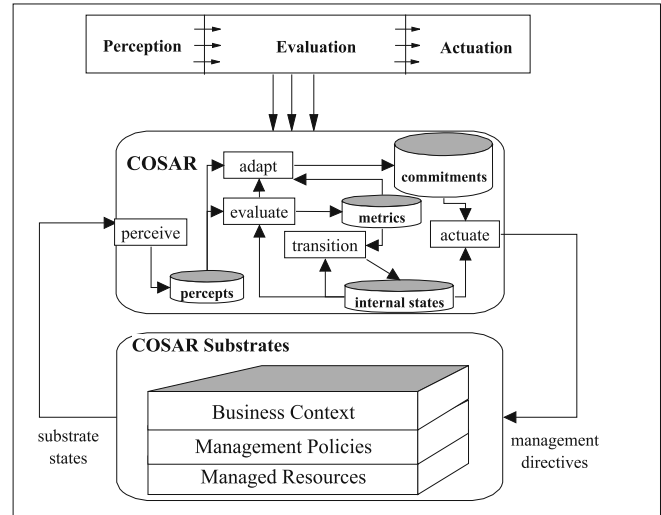 Perception Evaluation Actuation
COSAR
adapt
commitments
evaluate
metrics
perceive
transition
actuate
percepts
internal states
COSAR Substrates
Business Context
Management Policies
Managed Resources
substrate
states
management
directives